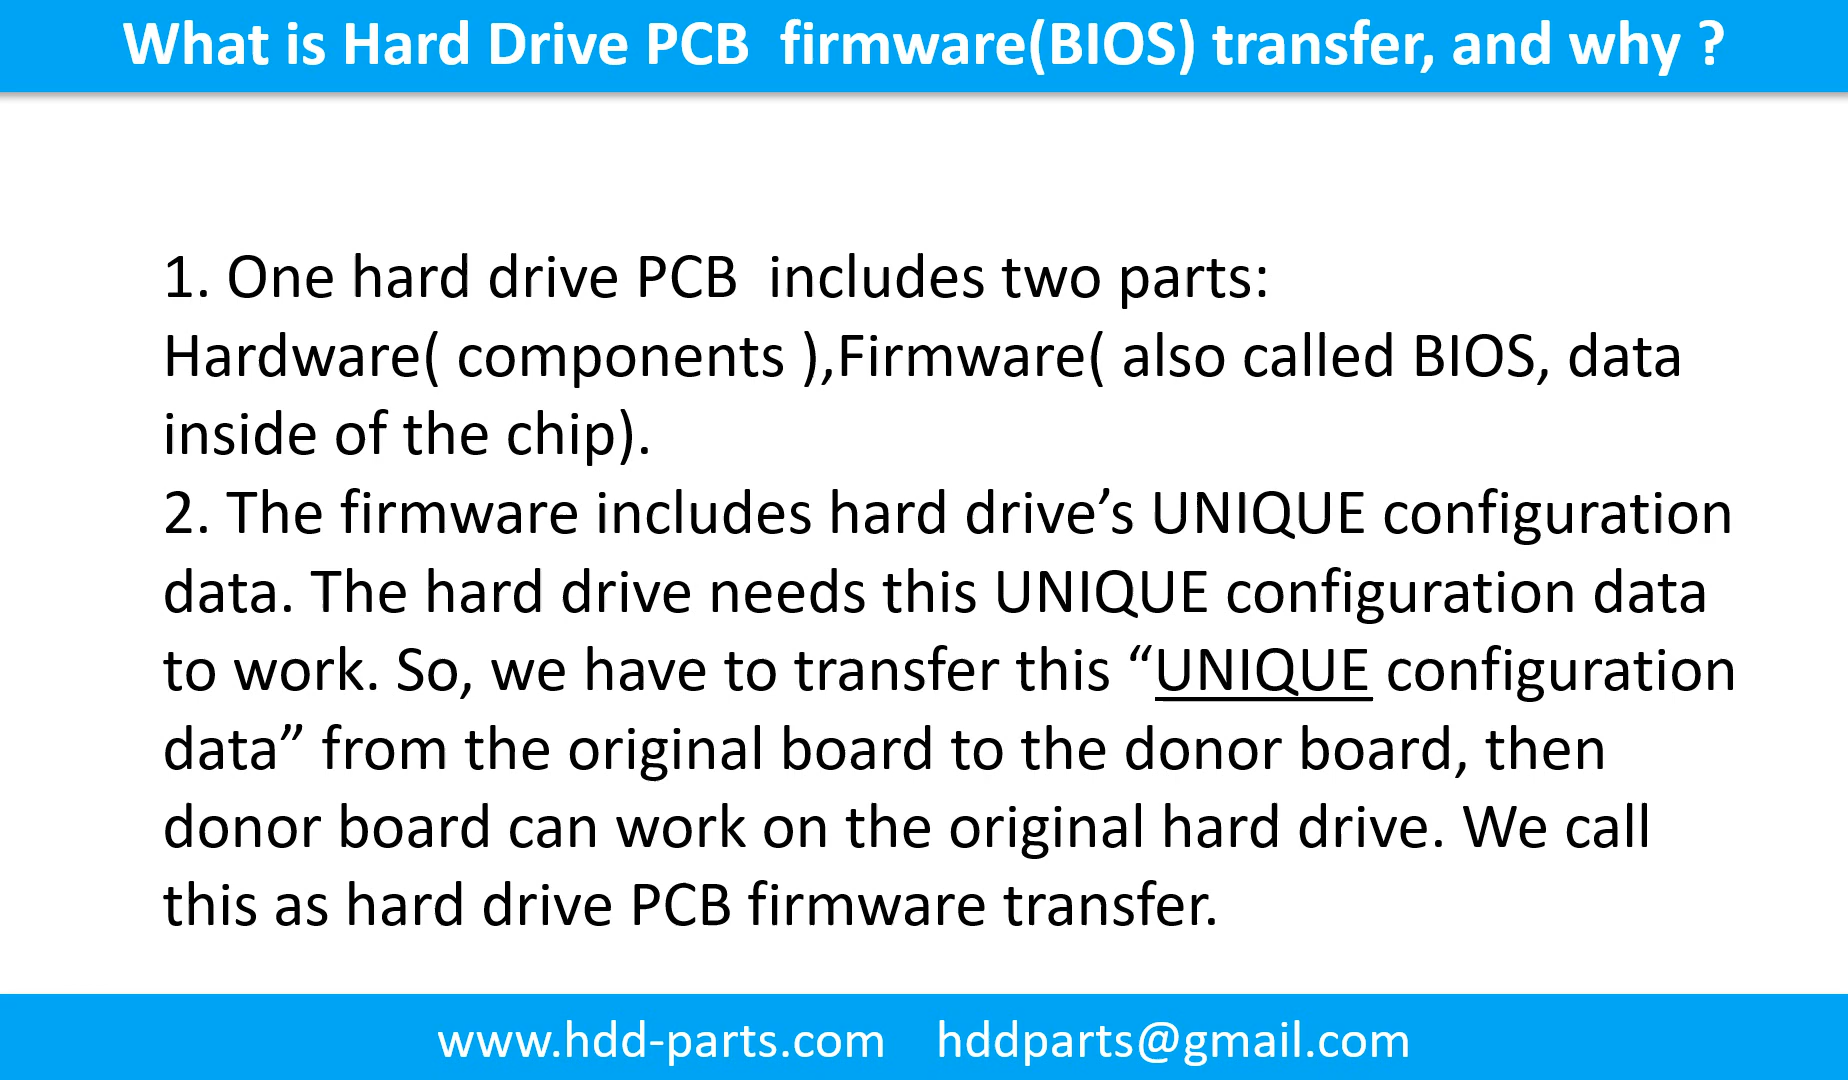 What is Hard Drive PCB  firmware(BIOS) transfer, and why ?
1. One hard drive PCB  includes two parts:
Hardware( components ),Firmware( also called BIOS, data
inside of the chip).
2. The firmware includes hard drive’s UNIQUE configuration
data. The hard drive needs this UNIQUE configuration data
to work. So, we have to transfer this “UNIQUE configuration
data” from the original board to the donor board, then
donor board can work on the original hard drive. We call
this as hard drive PCB firmware transfer.
www.hdd-parts.com    hddparts@gmail.com